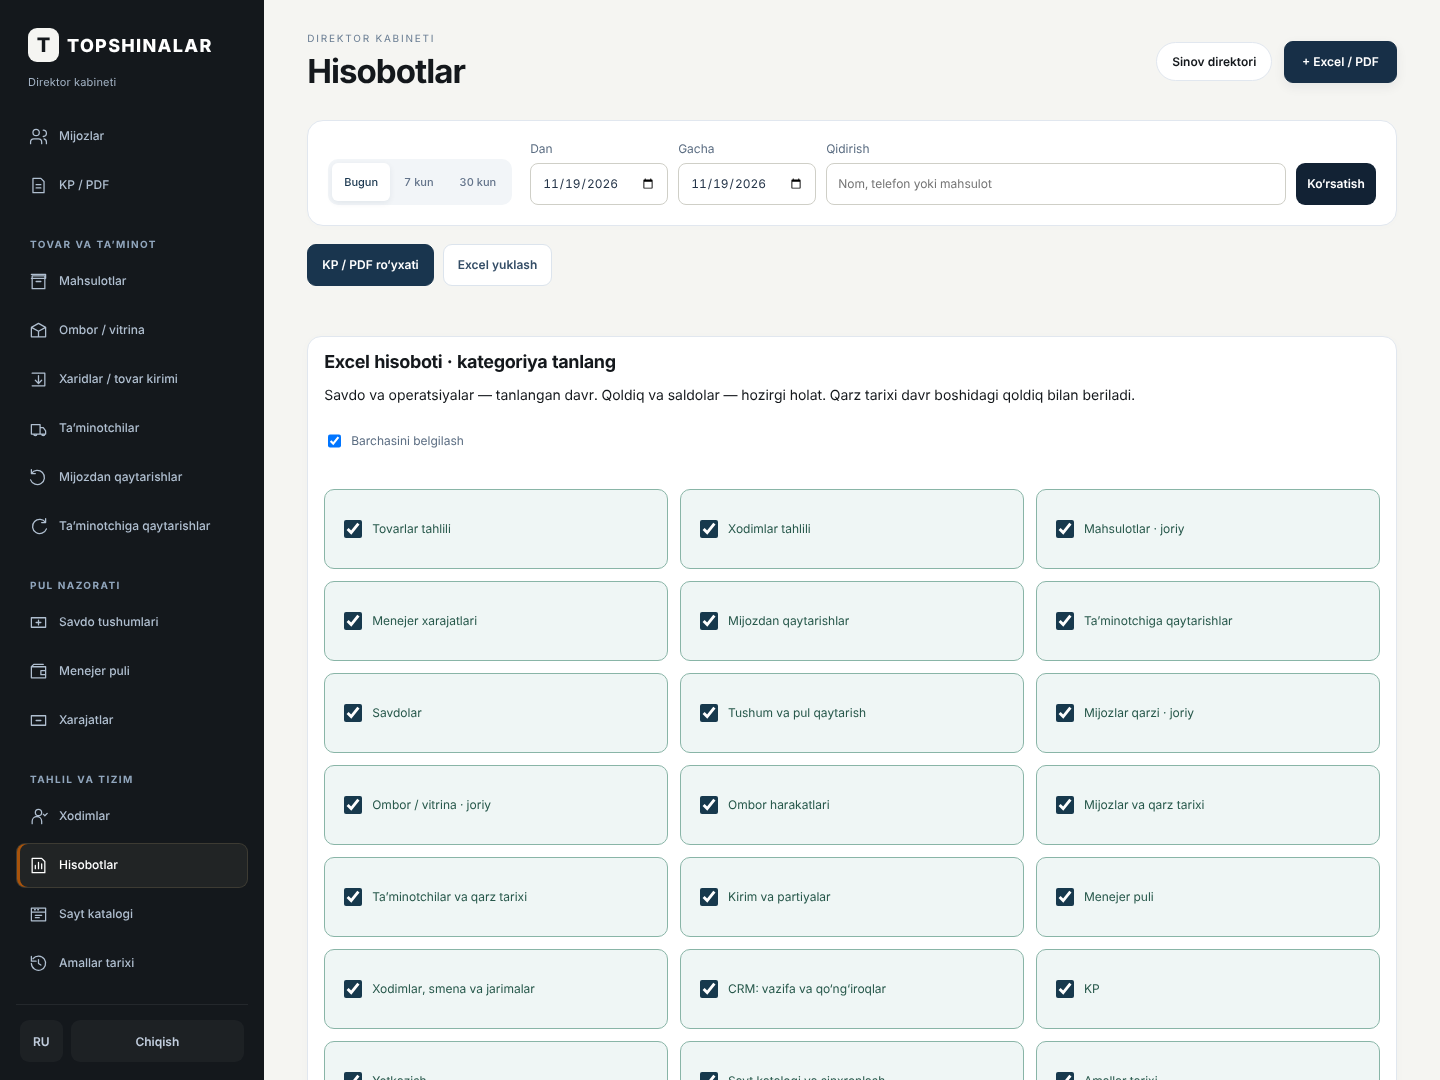 T TOPSHINALAR
Direktor kabineti
Mijozlar
KP / PDF
TOVAR VA TA’MINOT
Mahsulotlar
Ombor / vitrina
Xaridlar / tovar kirimi
Ta’minotchilar
Mijozdan qaytarishlar
Ta’minotchiga qaytarishlar
PUL NAZORATI
Savdo tushumlari
Menejer puli
Xarajatlar
TAHLIL VA TIZIM
Xodimlar
Hisobotlar
Sayt katalogi
Amallar tarixi
RU Chiqish
DIREKTOR KABINETI
Hisobotlar
Sinov direktori
+ Excel / PDF
Dan Gacha Qidirish
Bugun 7 kun 30 kun 11/19/2026 11/19/2026 Nom, telefon yoki mahsulot Ko‘rsatish
KP / PDF ro‘yxati Excel yuklash
Excel hisoboti · kategoriya tanlang
Savdo va operatsiyalar — tanlangan davr. Qoldiq va saldolar — hozirgi holat. Qarz tarixi davr boshidagi qoldiq bilan beriladi.
Barchasini belgilash
Tovarlar tahlili Xodimlar tahlili Mahsulotlar · joriy
Menejer xarajatlari Mijozdan qaytarishlar Ta’minotchiga qaytarishlar
Savdolar Tushum va pul qaytarish Mijozlar qarzi · joriy
Ombor / vitrina · joriy Ombor harakatlari Mijozlar va qarz tarixi
Ta’minotchilar va qarz tarixi Kirim va partiyalar Menejer puli
Xodimlar, smena va jarimalar CRM: vazifa va qo‘ng‘iroqlar KP
Yetkazish Sayt katalogi va sinxronlash Amallar tarixi